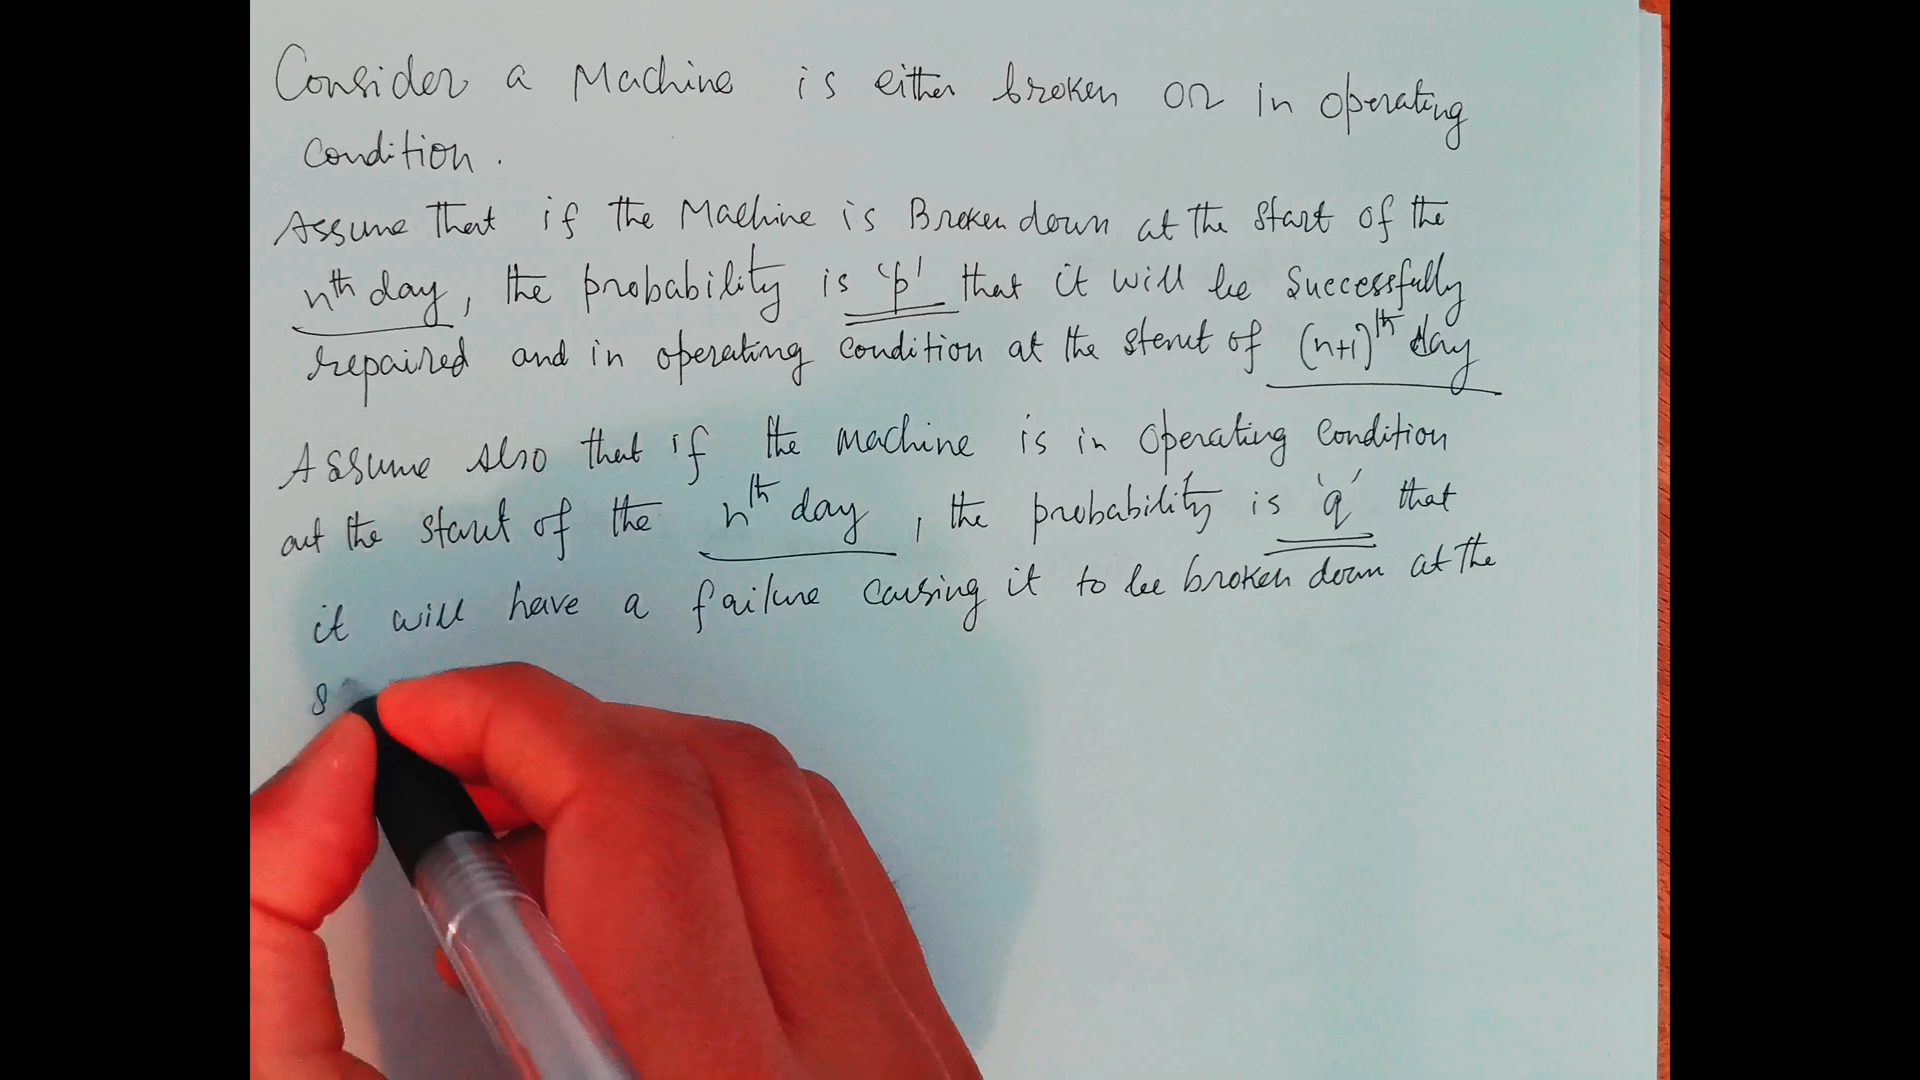 Consider a Machine is either broken or in operating
condition.
Assume that if the Machine is Broken down at the start of the
nth day, the probability is 'p' that it will be successfully
repaired and in operating condition at the start of (n+1)th day
Assume also that if the machine is in operating condition
at the start of the nth day, the probability is 'q' that
it will have a failure causing it to be broken down at the
s